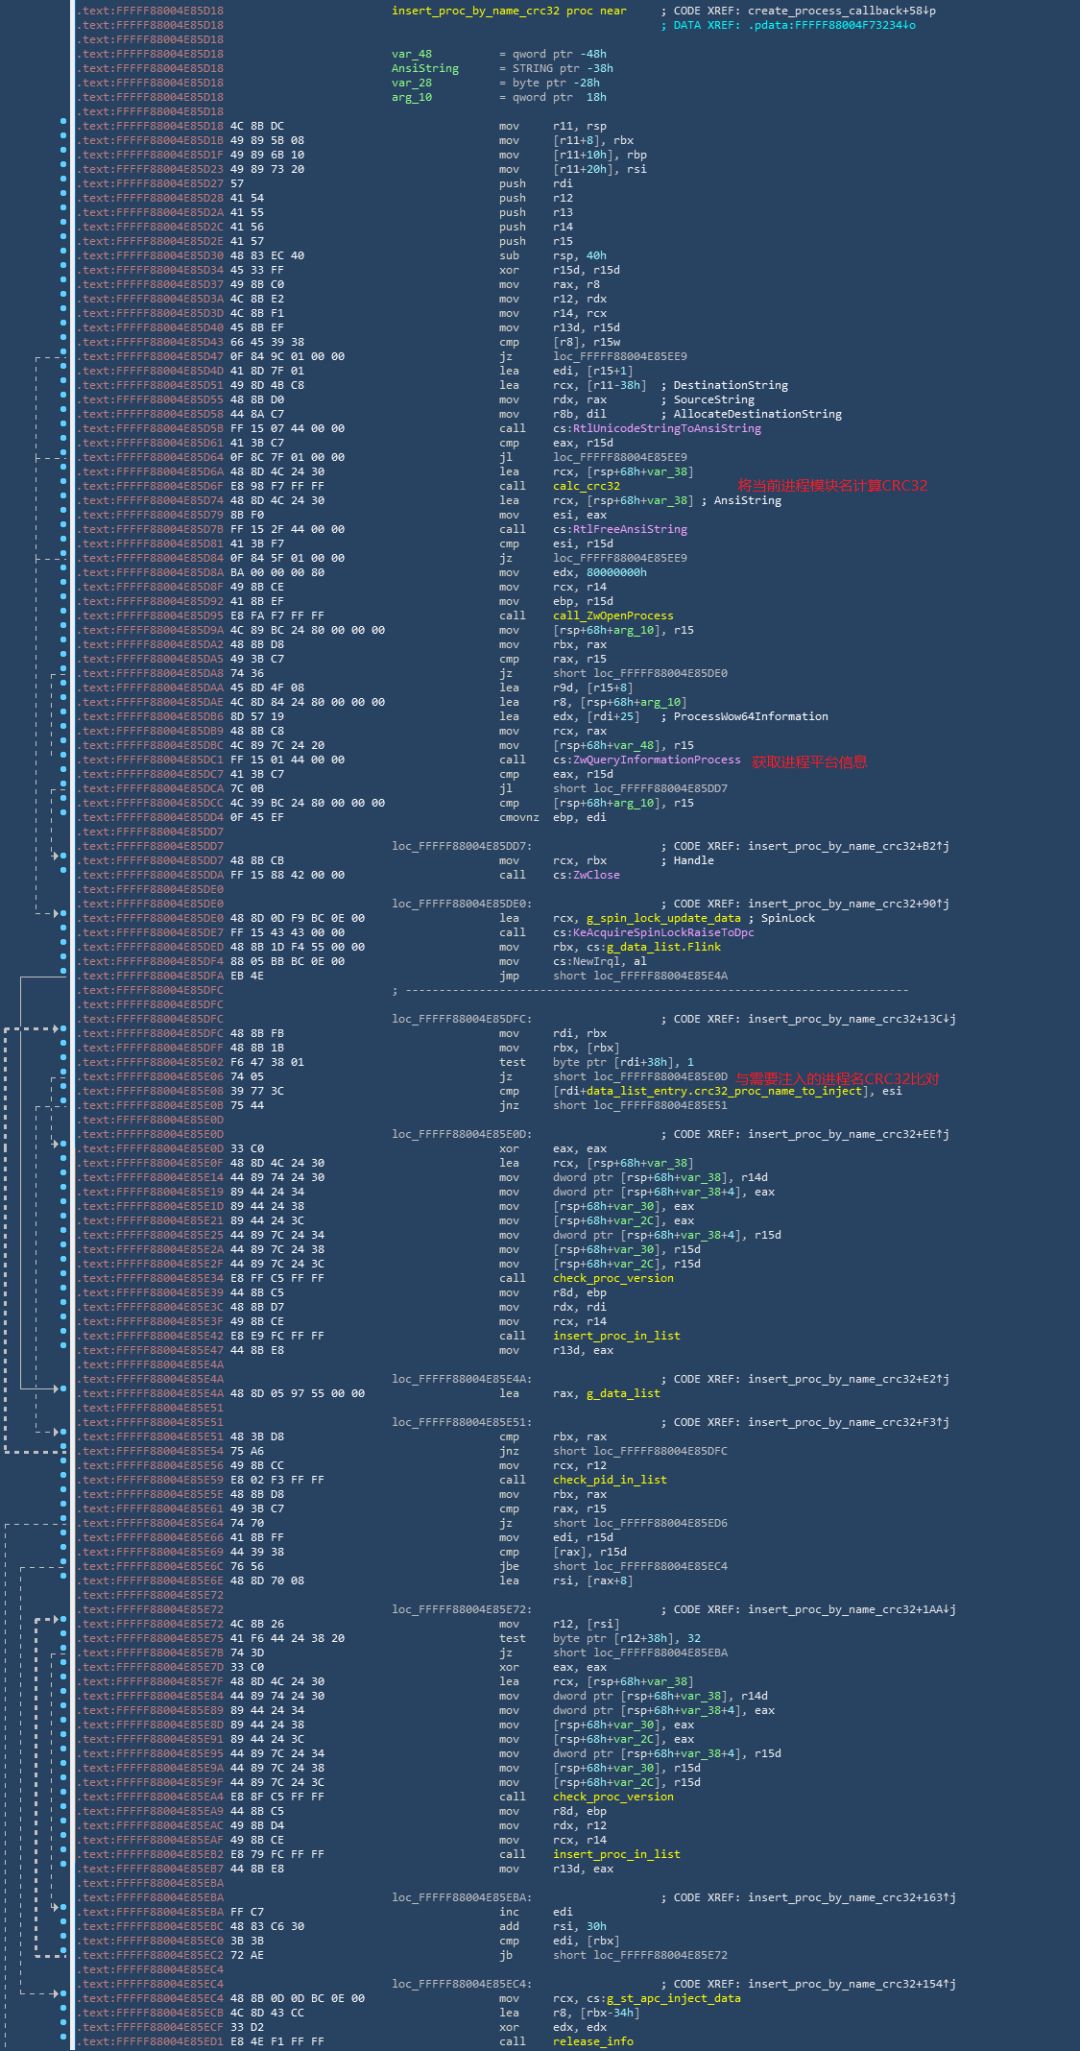 .text:FFFFF88004E85D18 insert_proc_by_name_crc32 proc near ; CODE XREF: create_process_callback+58↓p
.text:FFFFF88004E85D18 ; DATA XREF: .pdata:FFFFF88004F73234↓o
.text:FFFFF88004E85D18
.text:FFFFF88004E85D18 var_48 = qword ptr -48h
.text:FFFFF88004E85D18 AnsiString = STRING ptr -38h
.text:FFFFF88004E85D18 var_28 = byte ptr -28h
.text:FFFFF88004E85D18 arg_10 = qword ptr 18h
.text:FFFFF88004E85D18
.text:FFFFF88004E85D18 4C 8B DC mov r11, rsp
.text:FFFFF88004E85D1B 49 89 5B 08 mov [r11+8], rbx
.text:FFFFF88004E85D1F 49 89 6B 10 mov [r11+10h], rbp
.text:FFFFF88004E85D23 49 89 73 20 mov [r11+20h], rsi
.text:FFFFF88004E85D27 57 push rdi
.text:FFFFF88004E85D28 41 54 push r12
.text:FFFFF88004E85D2A 41 55 push r13
.text:FFFFF88004E85D2C 41 56 push r14
.text:FFFFF88004E85D2E 41 57 push r15
.text:FFFFF88004E85D30 48 83 EC 40 sub rsp, 40h
.text:FFFFF88004E85D34 45 33 FF xor r15d, r15d
.text:FFFFF88004E85D37 49 8B C0 mov rax, r8
.text:FFFFF88004E85D3A 4C 8B E2 mov r12, rdx
.text:FFFFF88004E85D3D 4C 8B F1 mov r14, rcx
.text:FFFFF88004E85D40 45 8B EF mov r13d, r15d
.text:FFFFF88004E85D43 66 45 39 38 cmp [r8], r15w
.text:FFFFF88004E85D47 0F 84 9C 01 00 00 jz loc_FFFFF88004E85EE9
.text:FFFFF88004E85D4D 41 8D 7F 01 lea edi, [r15+1]
.text:FFFFF88004E85D51 49 8D 4B C8 lea rcx, [r11-38h] ; DestinationString
.text:FFFFF88004E85D55 48 8B D0 mov rdx, rax ; SourceString
.text:FFFFF88004E85D58 44 8A C7 mov r8b, dil ; AllocateDestinationString
.text:FFFFF88004E85D5B FF 15 07 44 00 00 call cs:RtlUnicodeStringToAnsiString
.text:FFFFF88004E85D61 41 3B C7 cmp eax, r15d
.text:FFFFF88004E85D64 0F 8C 7F 01 00 00 jl loc_FFFFF88004E85EE9
.text:FFFFF88004E85D6A 48 8D 4C 24 30 lea rcx, [rsp+68h+var_38]
.text:FFFFF88004E85D6F E8 98 F7 FF FF call calc_crc32 将当前进程模块名计算CRC32
.text:FFFFF88004E85D74 48 8D 4C 24 30 lea rcx, [rsp+68h+var_38] ; AnsiString
.text:FFFFF88004E85D79 8B F0 mov esi, eax
.text:FFFFF88004E85D7B FF 15 2F 44 00 00 call cs:RtlFreeAnsiString
.text:FFFFF88004E85D81 41 3B F7 cmp esi, r15d
.text:FFFFF88004E85D84 0F 84 5F 01 00 00 jz loc_FFFFF88004E85EE9
.text:FFFFF88004E85D8A BA 00 00 00 80 mov edx, 80000000h
.text:FFFFF88004E85D8F 49 8B CE mov rcx, r14
.text:FFFFF88004E85D92 41 8B EF mov ebp, r15d
.text:FFFFF88004E85D95 E8 FA F7 FF FF call call_ZwOpenProcess
.text:FFFFF88004E85D9A 4C 89 BC 24 80 00 00 00 mov [rsp+68h+arg_10], r15
.text:FFFFF88004E85DA2 48 8B D8 mov rbx, rax
.text:FFFFF88004E85DA5 49 3B C7 cmp rax, r15
.text:FFFFF88004E85DA8 74 36 jz short loc_FFFFF88004E85DE0
.text:FFFFF88004E85DAA 45 8D 4F 08 lea r9d, [r15+8]
.text:FFFFF88004E85DAE 4C 8D 84 24 80 00 00 00 lea r8, [rsp+68h+arg_10]
.text:FFFFF88004E85DB6 8D 57 19 lea edx, [rdi+25] ; ProcessWow64Information
.text:FFFFF88004E85DB9 48 8B C8 mov rcx, rax
.text:FFFFF88004E85DBC 4C 89 7C 24 20 mov [rsp+68h+var_48], r15
.text:FFFFF88004E85DC1 FF 15 01 44 00 00 call cs:ZwQueryInformationProcess 获取进程平台信息
.text:FFFFF88004E85DC7 41 3B C7 cmp eax, r15d
.text:FFFFF88004E85DCA 7C 0B jl short loc_FFFFF88004E85DD7
.text:FFFFF88004E85DCC 4C 39 BC 24 80 00 00 00 cmp [rsp+68h+arg_10], r15
.text:FFFFF88004E85DD4 0F 45 EF cmovnz ebp, edi
.text:FFFFF88004E85DD7
.text:FFFFF88004E85DD7 loc_FFFFF88004E85DD7: ; CODE XREF: insert_proc_by_name_crc32+B2↑j
.text:FFFFF88004E85DD7 48 8B CB mov rcx, rbx ; Handle
.text:FFFFF88004E85DDA FF 15 88 42 00 00 call cs:ZwClose
.text:FFFFF88004E85DE0
.text:FFFFF88004E85DE0 loc_FFFFF88004E85DE0: ; CODE XREF: insert_proc_by_name_crc32+90↑j
.text:FFFFF88004E85DE0 48 8D 0D F9 BC 0E 00 lea rcx, g_spin_lock_update_data ; SpinLock
.text:FFFFF88004E85DE7 FF 15 43 43 00 00 call cs:KeAcquireSpinLockRaiseToDpc
.text:FFFFF88004E85DED 48 8B 1D F4 55 00 00 mov rbx, cs:g_data_list.Flink
.text:FFFFF88004E85DF4 88 05 BB BC 0E 00 mov cs:NewIrql, al
.text:FFFFF88004E85DFA EB 4E jmp short loc_FFFFF88004E85E4A
.text:FFFFF88004E85DFC ; ---------------------------------------------------------------------------
.text:FFFFF88004E85DFC
.text:FFFFF88004E85DFC loc_FFFFF88004E85DFC: ; CODE XREF: insert_proc_by_name_crc32+13C↓j
.text:FFFFF88004E85DFC 48 8B FB mov rdi, rbx
.text:FFFFF88004E85DFF 48 8B 1B mov rbx, [rbx]
.text:FFFFF88004E85E02 F6 47 38 01 test byte ptr [rdi+38h], 1
.text:FFFFF88004E85E06 74 05 jz short loc_FFFFF88004E85E0D 与需要注入的进程名CRC32比对
.text:FFFFF88004E85E08 39 77 3C cmp [rdi+data_list_entry.crc32_proc_name_to_inject], esi
.text:FFFFF88004E85E0B 75 44 jnz short loc_FFFFF88004E85E51
.text:FFFFF88004E85E0D
.text:FFFFF88004E85E0D loc_FFFFF88004E85E0D: ; CODE XREF: insert_proc_by_name_crc32+EE↑j
.text:FFFFF88004E85E0D 33 C0 xor eax, eax
.text:FFFFF88004E85E0F 48 8D 4C 24 30 lea rcx, [rsp+68h+var_38]
.text:FFFFF88004E85E14 44 89 74 24 30 mov dword ptr [rsp+68h+var_38], r14d
.text:FFFFF88004E85E19 89 44 24 34 mov dword ptr [rsp+68h+var_38+4], eax
.text:FFFFF88004E85E1D 89 44 24 38 mov [rsp+68h+var_30], eax
.text:FFFFF88004E85E21 89 44 24 3C mov [rsp+68h+var_2C], eax
.text:FFFFF88004E85E25 44 89 7C 24 34 mov dword ptr [rsp+68h+var_38+4], r15d
.text:FFFFF88004E85E2A 44 89 7C 24 38 mov [rsp+68h+var_30], r15d
.text:FFFFF88004E85E2F 44 89 7C 24 3C mov [rsp+68h+var_2C], r15d
.text:FFFFF88004E85E34 E8 FF C5 FF FF call check_proc_version
.text:FFFFF88004E85E39 44 8B C5 mov r8d, ebp
.text:FFFFF88004E85E3C 48 8B D7 mov rdx, rdi
.text:FFFFF88004E85E3F 49 8B CE mov rcx, r14
.text:FFFFF88004E85E42 E8 E9 FC FF FF call insert_proc_in_list
.text:FFFFF88004E85E47 44 8B E8 mov r13d, eax
.text:FFFFF88004E85E4A
.text:FFFFF88004E85E4A loc_FFFFF88004E85E4A: ; CODE XREF: insert_proc_by_name_crc32+E2↑j
.text:FFFFF88004E85E4A 48 8D 05 97 55 00 00 lea rax, g_data_list
.text:FFFFF88004E85E51
.text:FFFFF88004E85E51 loc_FFFFF88004E85E51: ; CODE XREF: insert_proc_by_name_crc32+F3↑j
.text:FFFFF88004E85E51 48 3B D8 cmp rbx, rax
.text:FFFFF88004E85E54 75 A6 jnz short loc_FFFFF88004E85DFC
.text:FFFFF88004E85E56 49 8B CC mov rcx, r12
.text:FFFFF88004E85E59 E8 02 F3 FF FF call check_pid_in_list
.text:FFFFF88004E85E5E 48 8B D8 mov rbx, rax
.text:FFFFF88004E85E61 49 3B C7 cmp rax, r15
.text:FFFFF88004E85E64 74 70 jz short loc_FFFFF88004E85ED6
.text:FFFFF88004E85E66 41 8B FF mov edi, r15d
.text:FFFFF88004E85E69 44 39 38 cmp [rax], r15d
.text:FFFFF88004E85E6C 76 56 jbe short loc_FFFFF88004E85EC4
.text:FFFFF88004E85E6E 48 8D 70 08 lea rsi, [rax+8]
.text:FFFFF88004E85E72
.text:FFFFF88004E85E72 loc_FFFFF88004E85E72: ; CODE XREF: insert_proc_by_name_crc32+1AA↓j
.text:FFFFF88004E85E72 4C 8B 26 mov r12, [rsi]
.text:FFFFF88004E85E75 41 F6 44 24 38 20 test byte ptr [r12+38h], 32
.text:FFFFF88004E85E7B 74 3D jz short loc_FFFFF88004E85EBA
.text:FFFFF88004E85E7D 33 C0 xor eax, eax
.text:FFFFF88004E85E7F 48 8D 4C 24 30 lea rcx, [rsp+68h+var_38]
.text:FFFFF88004E85E84 44 89 74 24 30 mov dword ptr [rsp+68h+var_38], r14d
.text:FFFFF88004E85E89 89 44 24 34 mov dword ptr [rsp+68h+var_38+4], eax
.text:FFFFF88004E85E8D 89 44 24 38 mov [rsp+68h+var_30], eax
.text:FFFFF88004E85E91 89 44 24 3C mov [rsp+68h+var_2C], eax
.text:FFFFF88004E85E95 44 89 7C 24 34 mov dword ptr [rsp+68h+var_38+4], r15d
.text:FFFFF88004E85E9A 44 89 7C 24 38 mov [rsp+68h+var_30], r15d
.text:FFFFF88004E85E9F 44 89 7C 24 3C mov [rsp+68h+var_2C], r15d
.text:FFFFF88004E85EA4 E8 8F C5 FF FF call check_proc_version
.text:FFFFF88004E85EA9 44 8B C5 mov r8d, ebp
.text:FFFFF88004E85EAC 49 8B D4 mov rdx, r12
.text:FFFFF88004E85EAF 49 8B CE mov rcx, r14
.text:FFFFF88004E85EB2 E8 79 FC FF FF call insert_proc_in_list
.text:FFFFF88004E85EB7 44 8B E8 mov r13d, eax
.text:FFFFF88004E85EBA
.text:FFFFF88004E85EBA loc_FFFFF88004E85EBA: ; CODE XREF: insert_proc_by_name_crc32+163↑j
.text:FFFFF88004E85EBA FF C7 inc edi
.text:FFFFF88004E85EBC 48 83 C6 30 add rsi, 30h
.text:FFFFF88004E85EC0 3B 3B cmp edi, [rbx]
.text:FFFFF88004E85EC2 72 AE jb short loc_FFFFF88004E85E72
.text:FFFFF88004E85EC4
.text:FFFFF88004E85EC4 loc_FFFFF88004E85EC4: ; CODE XREF: insert_proc_by_name_crc32+154↑j
.text:FFFFF88004E85EC4 48 8B 0D 0D BC 0E 00 mov rcx, cs:g_st_apc_inject_data
.text:FFFFF88004E85ECB 4C 8D 43 CC lea r8, [rbx-34h]
.text:FFFFF88004E85ECF 33 D2 xor edx, edx
.text:FFFFF88004E85ED1 E8 4E F1 FF FF call release_info